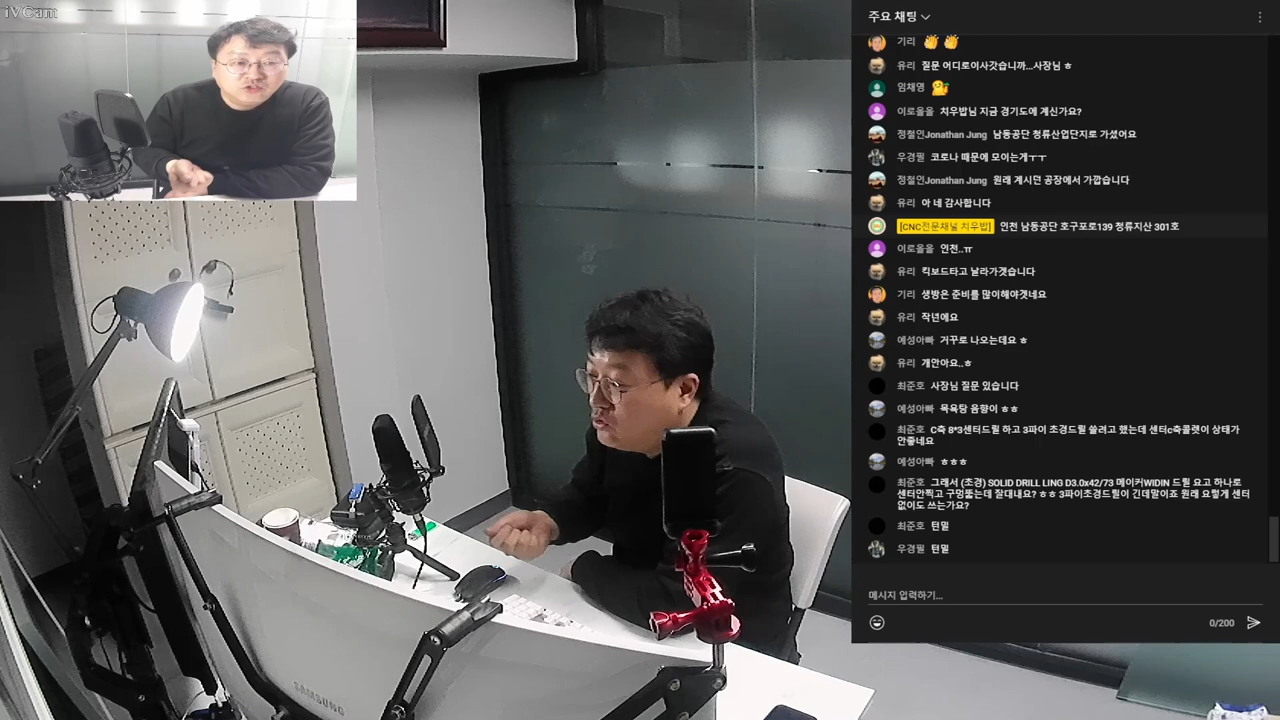 iVCam
주요 채팅
기리
유리 질문 어디로이사갓습니까...사장님 ㅎ
임채영
이로울울 치우밥님 지금 경기도에 계신가요?
정철인Jonathan Jung 남동공단 청류산업단지로 가셨어요
우경필 코로나 때문에 모이는게ㅜㅜ
정철인Jonathan Jung 원래 계시던 공장에서 가깝습니다
유리 아 네 감사합니다
[CNC전문채널 치우밥] 인천 남동공단 호구포로139 청류지산 301호
이로울울 인천..ㅠ
유리 킥보드타고 날라가겟습니다
기리 생방은 준비를 많이해야겟네요
유리 작년에요
예성아빠 거꾸로 나오는데요 ㅎ
유리 개안아요..ㅎ
최준호 사장님 질문 있습니다
예성아빠 목욕탕 음향이 ㅎㅎ
최준호 C축 8*3센터드릴 하고 3파이 초경드릴 쓸려고 했는데 센터c축콜렛이 상태가
안좋네요
예성아빠 ㅎㅎㅎ
최준호 그래서 (초경) SOLID DRILL LING D3.0x42/73 메이커WIDIN 드릴 요고 하나로
센터안찍고 구멍뚫는데 잘대내요? ㅎㅎ 3파이초경드릴이 긴데말이죠 원래 요렇게 센터
없이도 쓰는가요?
최준호 턴밀
우경필 턴밀
메시지 입력하기...
0/200
SAMSUNG